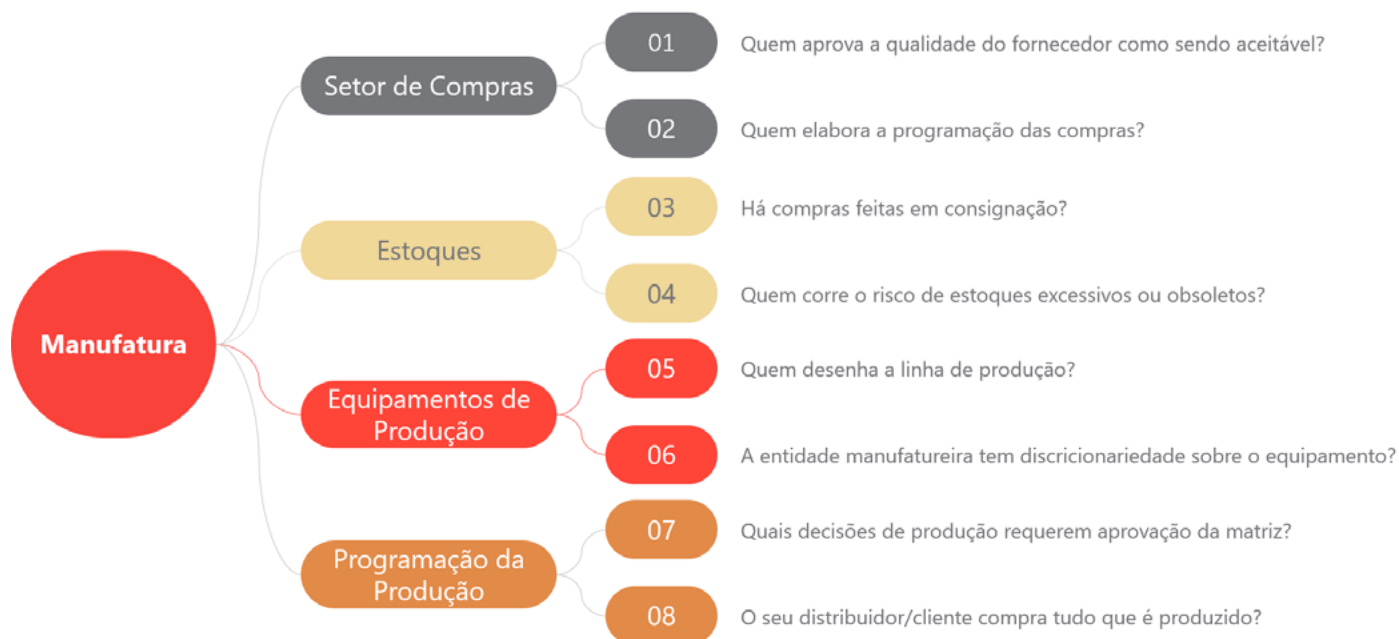 Manufatura
Setor de Compras
01
Quem aprova a qualidade do fornecedor como sendo aceitável?
02
Quem elabora a programação das compras?
Estoques
03
Há compras feitas em consignação?
04
Quem corre o risco de estoques excessivos ou obsoletos?
Equipamentos de
Produção
05
Quem desenha a linha de produção?
06
A entidade manufatureira tem discricionariedade sobre o equipamento?
Programação da
Produção
07
Quais decisões de produção requerem aprovação da matriz?
08
O seu distribuidor/cliente compra tudo que é produzido?